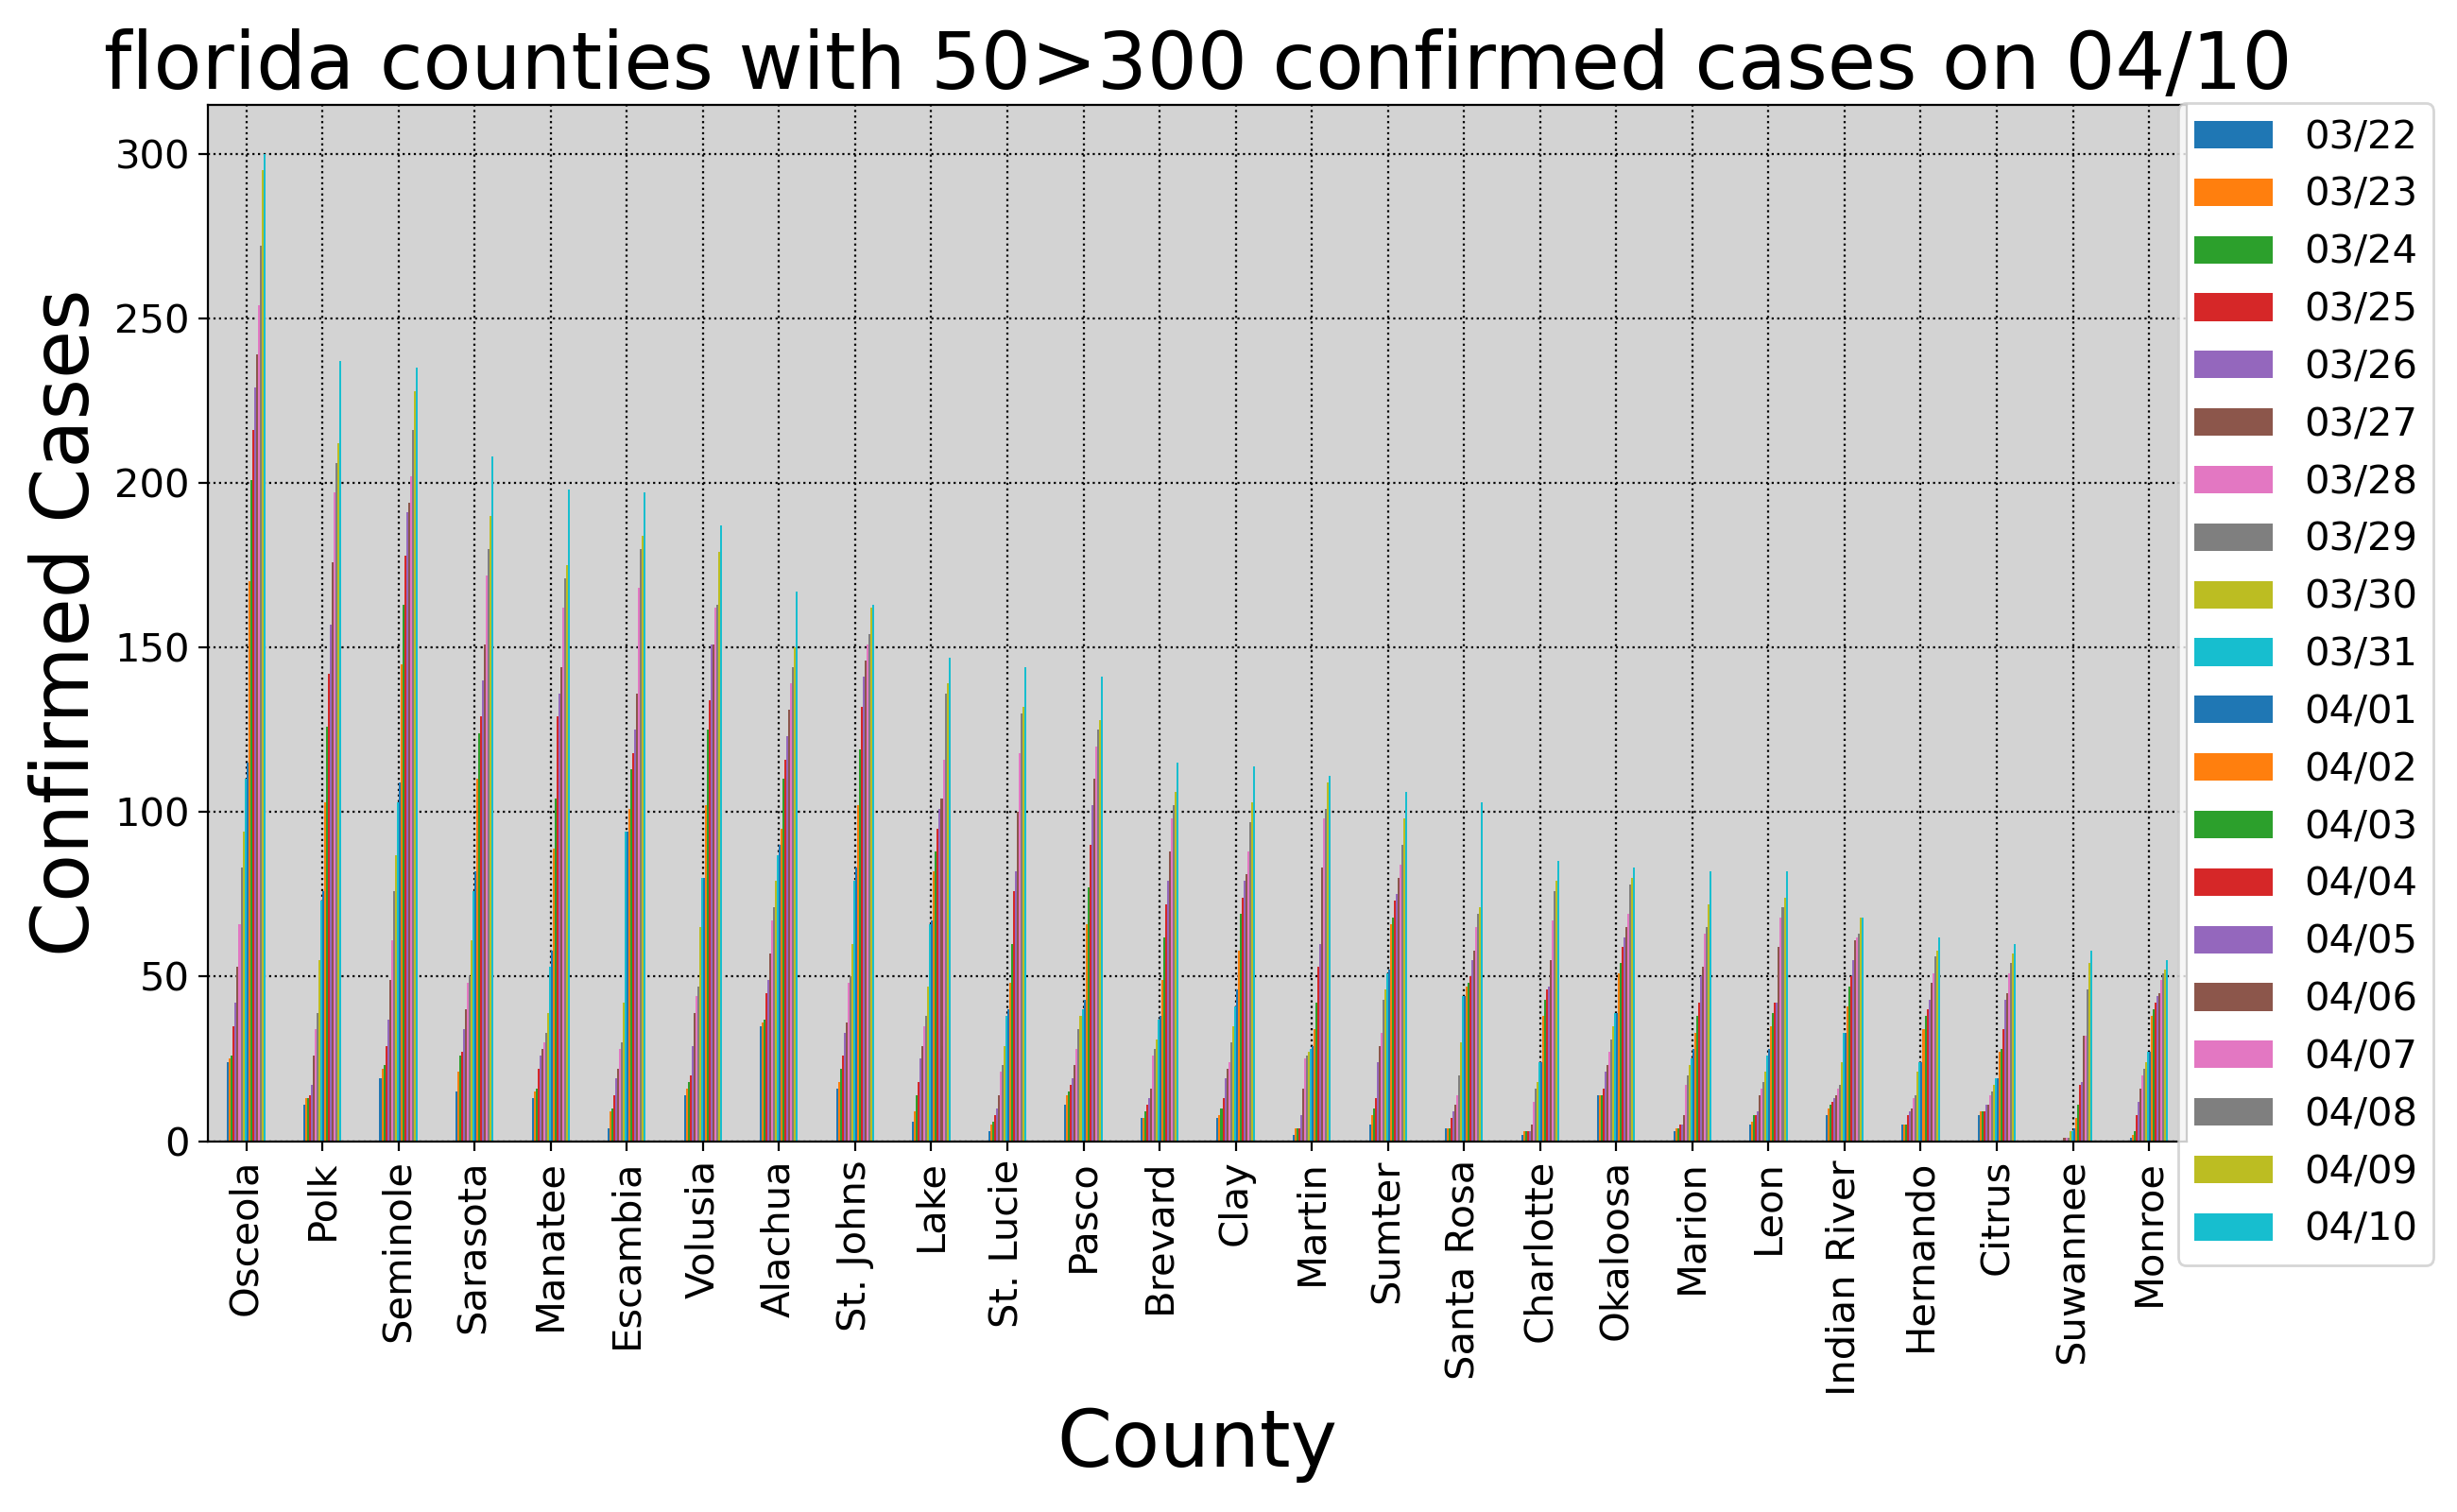 florida counties with 50>300 confirmed cases on 04/10
Confirmed Cases
300
250
200
150
100
50
0
Osceola
Polk
Seminole
Sarasota
Manatee
Escambia
Volusia
Alachua
St. Johns
Lake
St. Lucie
Pasco
Brevard
Clay
Martin
Sumter
Santa Rosa
Charlotte
Okaloosa
Marion
Leon
Indian River
Hernando
Citrus
Suwannee
Monroe
County
03/22
03/23
03/24
03/25
03/26
03/27
03/28
03/29
03/30
03/31
04/01
04/02
04/03
04/04
04/05
04/06
04/07
04/08
04/09
04/10